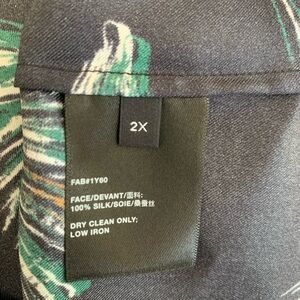 2X
FAB#1Y60
FACE/DEVANT/面料:
100% SILK/SOIE/桑蚕丝
DRY CLEAN ONLY;
LOW IRON